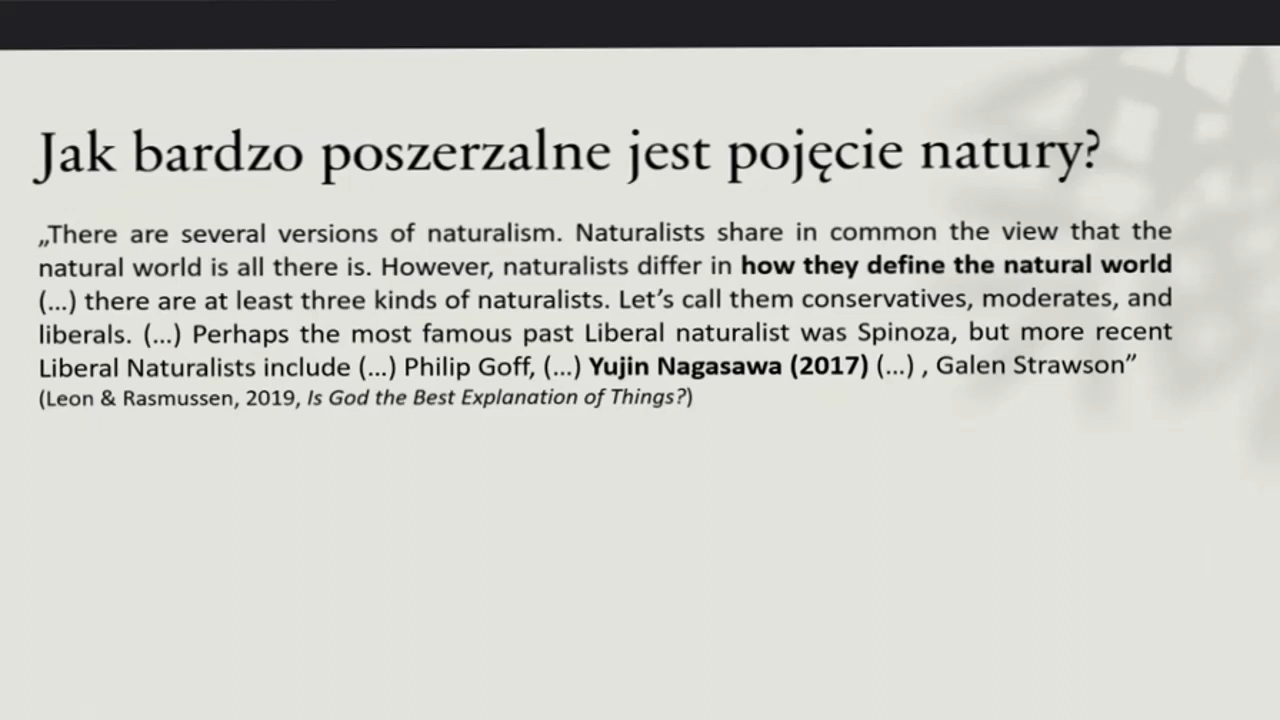 Jak bardzo poszerzalne jest pojęcie natury?
„There are several versions of naturalism. Naturalists share in common the view that the
natural world is all there is. However, naturalists differ in how they define the natural world
(...) there are at least three kinds of naturalists. Let's call them conservatives, moderates, and
liberals. (...) Perhaps the most famous past Liberal naturalist was Spinoza, but more recent
Liberal Naturalists include (...) Philip Goff, (...) Yujin Nagasawa (2017) (...) , Galen Strawson”
(Leon & Rasmussen, 2019, Is God the Best Explanation of Things?)